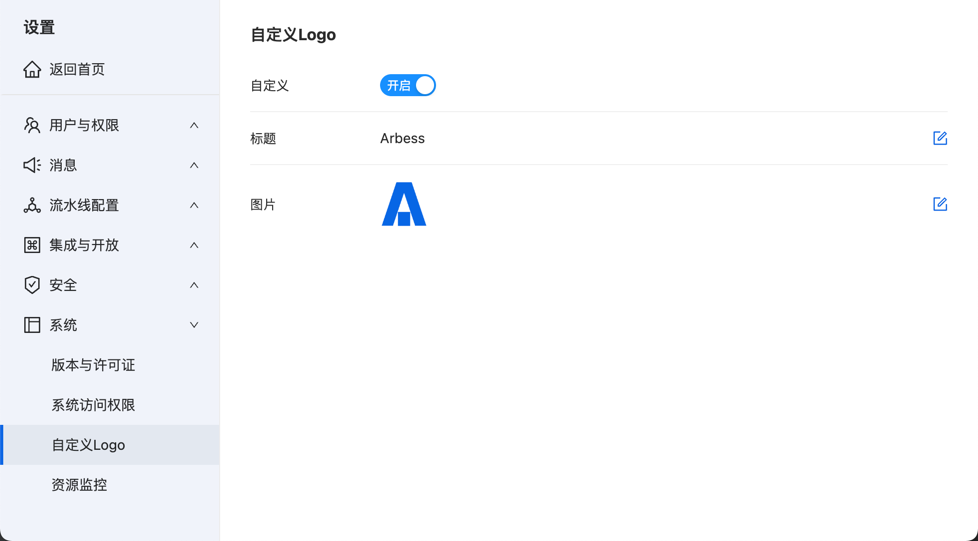 设置
返回首页
用户与权限
消息
流水线配置
集成与开放
安全
系统
版本与许可证
系统访问权限
自定义Logo
资源监控
自定义Logo
自定义 开启
标题 Arbess
图片